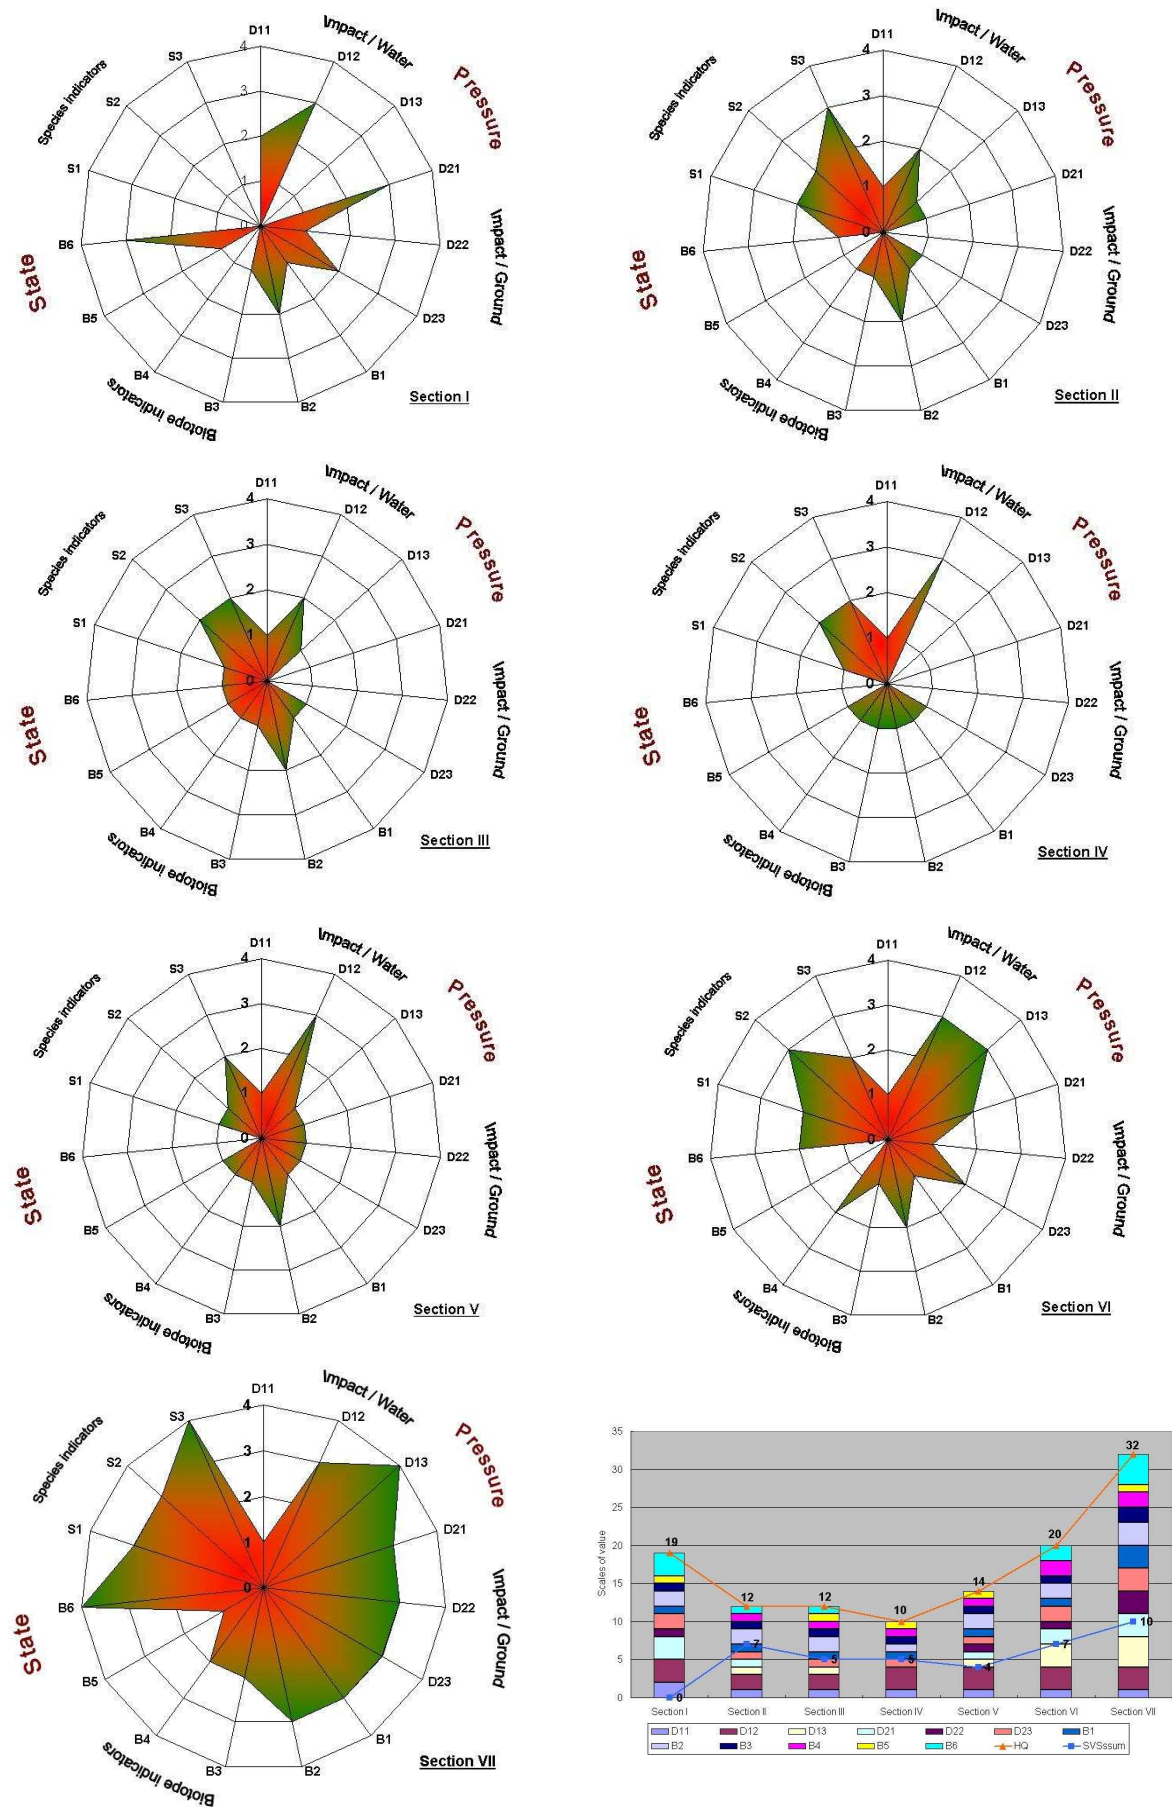 D11
D12
D13
D21
D22
D23
B1
B2
B3
B4
B5
B6
S1
S2
S3
4
3
2
1
0
Impact / Water
Pressure
Impact / Ground
Biotope Indicators
State
Species indicators
Section I
D11
D12
D13
D21
D22
D23
B1
B2
B3
B4
B5
B6
S1
S2
S3
4
3
2
1
0
Impact / Water
Pressure
Impact / Ground
Biotope Indicators
State
Species indicators
Section II
D11
D12
D13
D21
D22
D23
B1
B2
B3
B4
B5
B6
S1
S2
S3
4
3
2
1
0
Impact / Water
Pressure
Impact / Ground
Biotope Indicators
State
Species indicators
Section III
D11
D12
D13
D21
D22
D23
B1
B2
B3
B4
B5
B6
S1
S2
S3
4
3
2
1
0
Impact / Water
Pressure
Impact / Ground
Biotope Indicators
State
Species indicators
Section IV
D11
D12
D13
D21
D22
D23
B1
B2
B3
B4
B5
B6
S1
S2
S3
4
3
2
1
0
Impact / Water
Pressure
Impact / Ground
Biotope Indicators
State
Species indicators
Section V
D11
D12
D13
D21
D22
D23
B1
B2
B3
B4
B5
B6
S1
S2
S3
4
3
2
1
0
Impact / Water
Pressure
Impact / Ground
Biotope Indicators
State
Species indicators
Section VI
D11
D12
D13
D21
D22
D23
B1
B2
B3
B4
B5
B6
S1
S2
S3
4
3
2
1
0
Impact / Water
Pressure
Impact / Ground
Biotope Indicators
State
Species indicators
Section VII
35
30
25
20
15
10
5
0
Scales of value
19 12 12 10 14 20 32
0 7 5 5 4 7 10
Section I Section II Section III Section IV Section V Section VI Section VII
D11 D12 D13 D21 D22 D23 B1
B2 B3 B4 B5 B6 HQ SVSsum